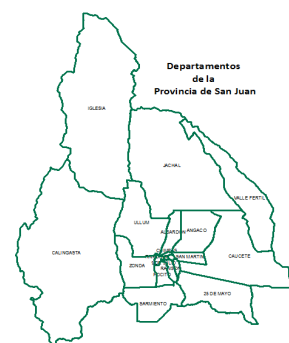 Departamentos
de la
Provincia de San Juan
IGLESIA
JACHAL
VALLE FERTIL
ULLUM
ALBARDON
ANGACO
CALINGASTA
SAN MARTIN
CAUCETE
ZONDA
POCITO
25 DE MAYO
SARMIENTO